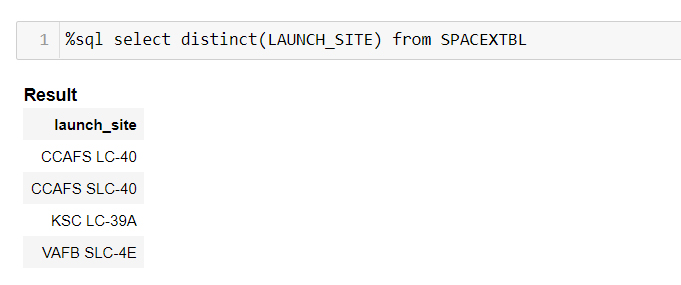 1 %sql select distinct(LAUNCH_SITE) from SPACEXTBL
Result
launch_site
CCAFS LC-40
CCAFS SLC-40
KSC LC-39A
VAFB SLC-4E